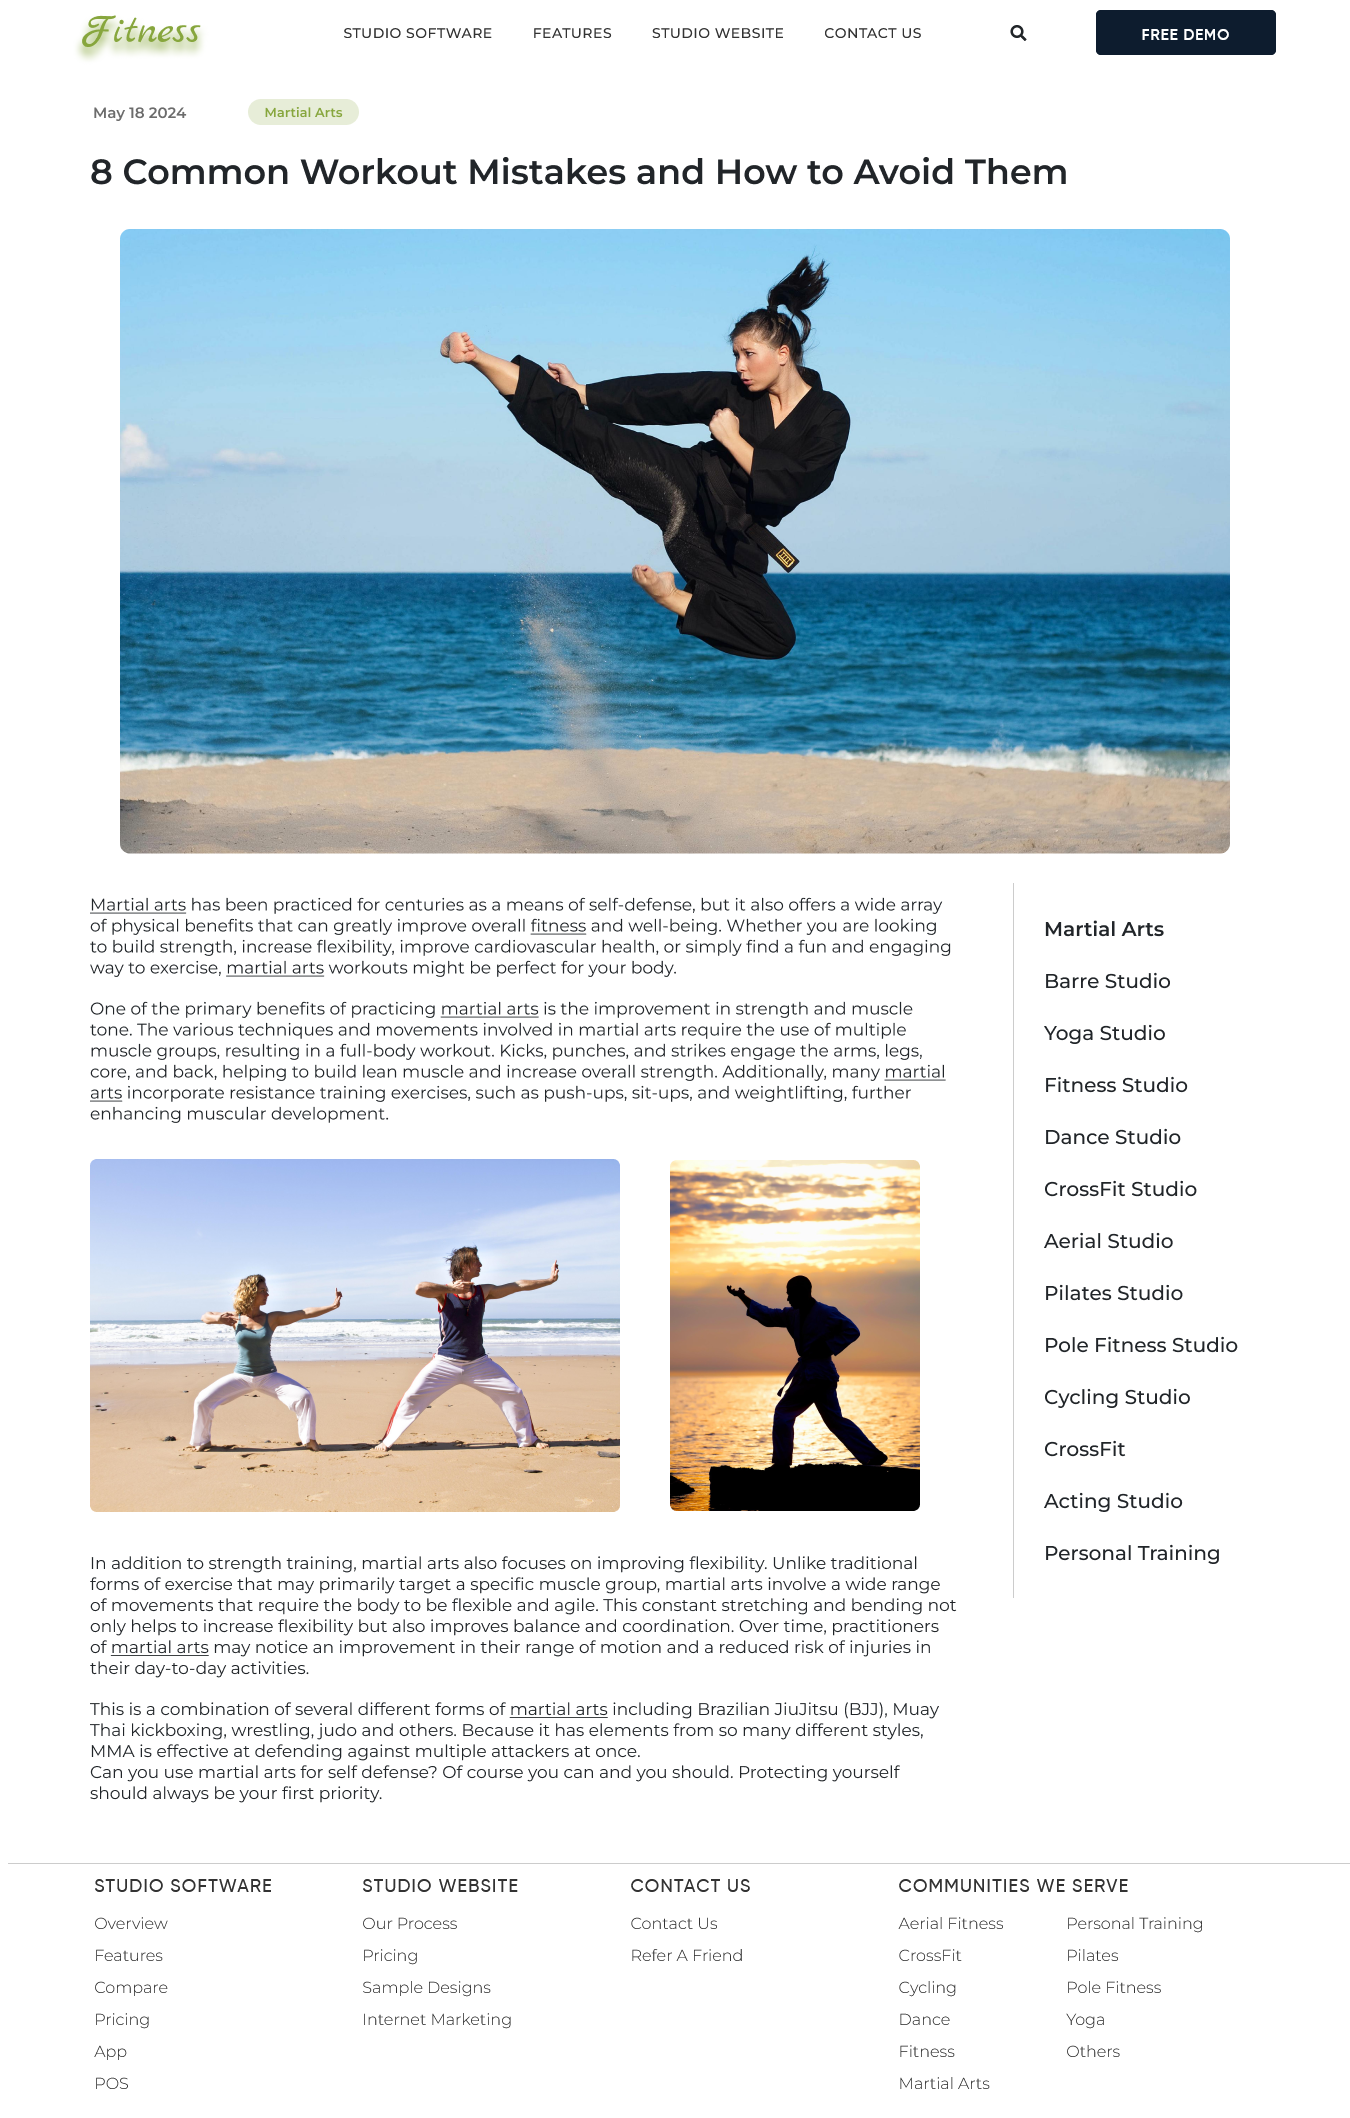 Fitness
STUDIO SOFTWARE
FEATURES
STUDIO WEBSITE
CONTACT US
FREE DEMO
May 18 2024
Martial Arts
8 Common Workout Mistakes and How to Avoid Them
Martial arts has been practiced for centuries as a means of self-defense, but it also offers a wide array
of physical benefits that can greatly improve overall fitness and well-being. Whether you are looking
to build strength, increase flexibility, improve cardiovascular health, or simply find a fun and engaging
way to exercise, martial arts workouts might be perfect for your body.
One of the primary benefits of practicing martial arts is the improvement in strength and muscle
tone. The various techniques and movements involved in martial arts require the use of multiple
muscle groups, resulting in a full-body workout. Kicks, punches, and strikes engage the arms, legs,
core, and back, helping to build lean muscle and increase overall strength. Additionally, many martial
arts incorporate resistance training exercises, such as push-ups, sit-ups, and weightlifting, further
enhancing muscular development.
In addition to strength training, martial arts also focuses on improving flexibility. Unlike traditional
forms of exercise that may primarily target a specific muscle group, martial arts involve a wide range
of movements that require the body to be flexible and agile. This constant stretching and bending not
only helps to increase flexibility but also improves balance and coordination. Over time, practitioners
of martial arts may notice an improvement in their range of motion and a reduced risk of injuries in
their day-to-day activities.
This is a combination of several different forms of martial arts including Brazilian JiuJitsu (BJJ), Muay
Thai kickboxing, wrestling, judo and others. Because it has elements from so many different styles,
MMA is effective at defending against multiple attackers at once.
Can you use martial arts for self defense? Of course you can and you should. Protecting yourself
should always be your first priority.
Martial Arts
Barre Studio
Yoga Studio
Fitness Studio
Dance Studio
CrossFit Studio
Aerial Studio
Pilates Studio
Pole Fitness Studio
Cycling Studio
CrossFit
Acting Studio
Personal Training
STUDIO SOFTWARE
Overview
Features
Compare
Pricing
App
POS
STUDIO WEBSITE
Our Process
Pricing
Sample Designs
Internet Marketing
CONTACT US
Contact Us
Refer A Friend
COMMUNITIES WE SERVE
Aerial Fitness
CrossFit
Cycling
Dance
Fitness
Martial Arts
Personal Training
Pilates
Pole Fitness
Yoga
Others